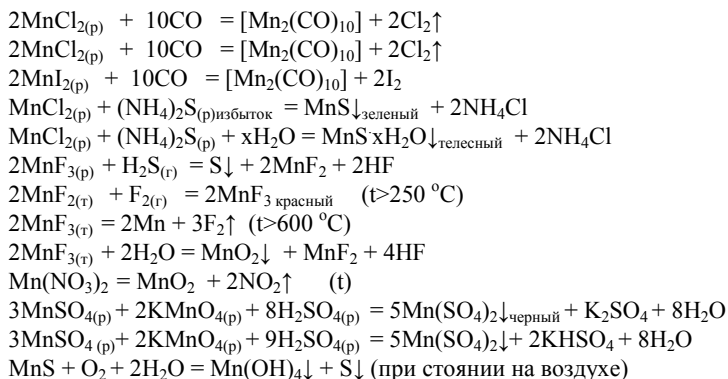 2MnCl₂₍ₚ₎ + 10CO = [Mn₂(CO)₁₀] + 2Cl₂↑
2MnCl₂₍ₚ₎ + 10CO = [Mn₂(CO)₁₀] + 2Cl₂↑
2MnI₂₍ₚ₎ + 10CO = [Mn₂(CO)₁₀] + 2I₂
MnCl₂(р) + (NH₄)₂S(р)избыток = MnS↓зеленый + 2NH₄Cl
MnCl₂(р) + (NH₄)₂S(р) + xH₂O = MnS·xH₂O↓телесный + 2NH₄Cl
2MnF₃(р) + H₂S(г) = S↓ + 2MnF₂ + 2HF
2MnF₂(т) + F₂(г) = 2MnF₃ красный (t>250 °C)
2MnF₃(т) = 2Mn + 3F₂↑ (t>600 °C)
2MnF₃(т) + 2H₂O = MnO₂↓ + MnF₂ + 4HF
Mn(NO₃)₂ = MnO₂ + 2NO₂↑ (t)
3MnSO₄(р) + 2KMnO₄(р) + 8H₂SO₄(р) = 5Mn(SO₄)₂↓черный + K₂SO₄ + 8H₂O
3MnSO₄(р) + 2KMnO₄(р) + 9H₂SO₄(р) = 5Mn(SO₄)₂↓ + 2KHSO₄ + 8H₂O
MnS + O₂ + 2H₂O = Mn(OH)₄↓ + S↓ (при стоянии на воздухе)